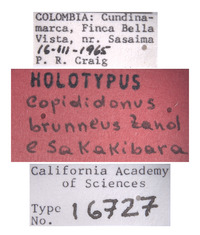 COLOMBIA: Cundina-
marca, Finca Bella
Vista, nr. Sasaima
16-III-1965
P. R. Craig
HOLOTYPUS
Copididonus
brunneus Zanol
e Sakakibara
California Academy
of Sciences
Type
No. 16727